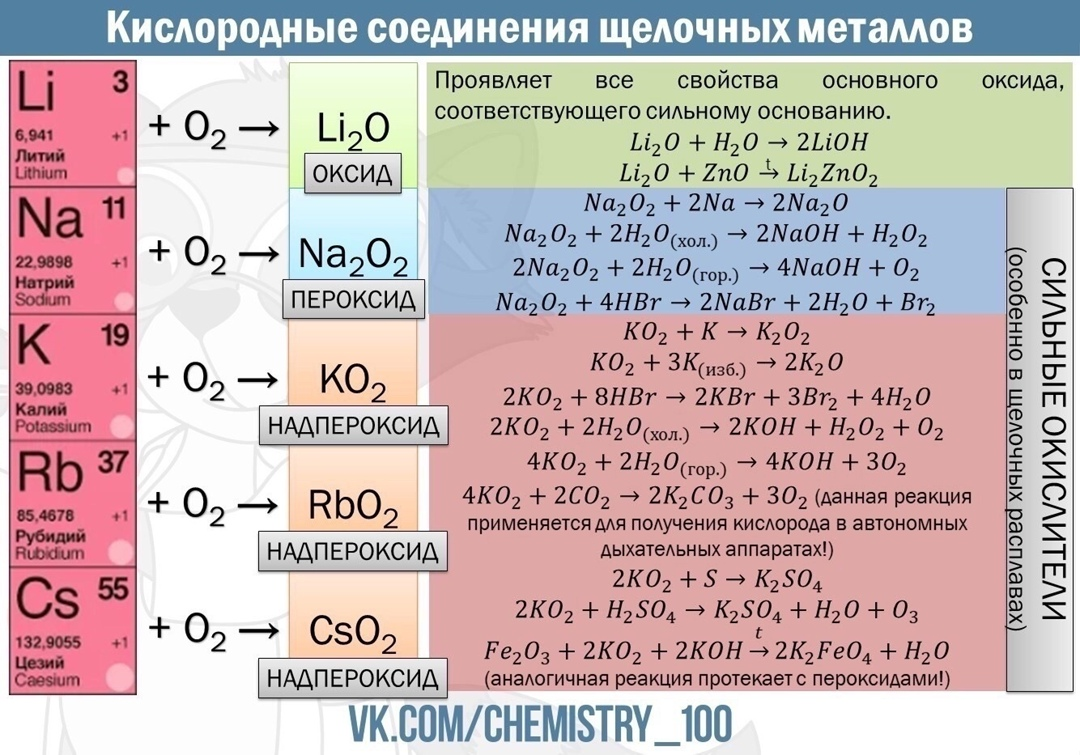 Кислородные соединения щелочных металлов
Li 3
6,941 +1
Литий
Lithium
+ O₂ →
Li₂O
ОКСИД
Проявляет все свойства основного оксида,
соответствующего сильному основанию.
Li₂O + H₂O → 2LiOH
Li₂O + ZnO →(t) Li₂ZnO₂
Na 11
22,9898 +1
Натрий
Sodium
+ O₂ →
Na₂O₂
ПЕРОКСИД
Na₂O₂ + 2Na → 2Na₂O
Na₂O₂ + 2H₂O(хол.) → 2NaOH + H₂O₂
2Na₂O₂ + 2H₂O(гор.) → 4NaOH + O₂
Na₂O₂ + 4HBr → 2NaBr + 2H₂O + Br₂
K 19
39,0983 +1
Калий
Potassium
+ O₂ →
KO₂
НАДПЕРОКСИД
Rb 37
85,4678 +1
Рубидий
Rubidium
+ O₂ →
RbO₂
НАДПЕРОКСИД
Cs 55
132,9055 +1
Цезий
Caesium
+ O₂ →
CsO₂
НАДПЕРОКСИД
KO₂ + K → K₂O₂
KO₂ + 3K(изб.) → 2K₂O
2KO₂ + 8HBr → 2KBr + 3Br₂ + 4H₂O
2KO₂ + 2H₂O(хол.) → 2KOH + H₂O₂ + O₂
4KO₂ + 2H₂O(гор.) → 4KOH + 3O₂
4KO₂ + 2CO₂ → 2K₂CO₃ + 3O₂ (данная реакция
применяется для получения кислорода в автономных
дыхательных аппаратах!)
2KO₂ + S → K₂SO₄
2KO₂ + H₂SO₄ → K₂SO₄ + H₂O + O₃
Fe₂O₃ + 2KO₂ + 2KOH →(t) 2K₂FeO₄ + H₂O
(аналогичная реакция протекает с пероксидами!)
СИЛЬНЫЕ ОКИСЛИТЕЛИ
(особенно в щелочных расплавах)
VK.COM/CHEMISTRY_100